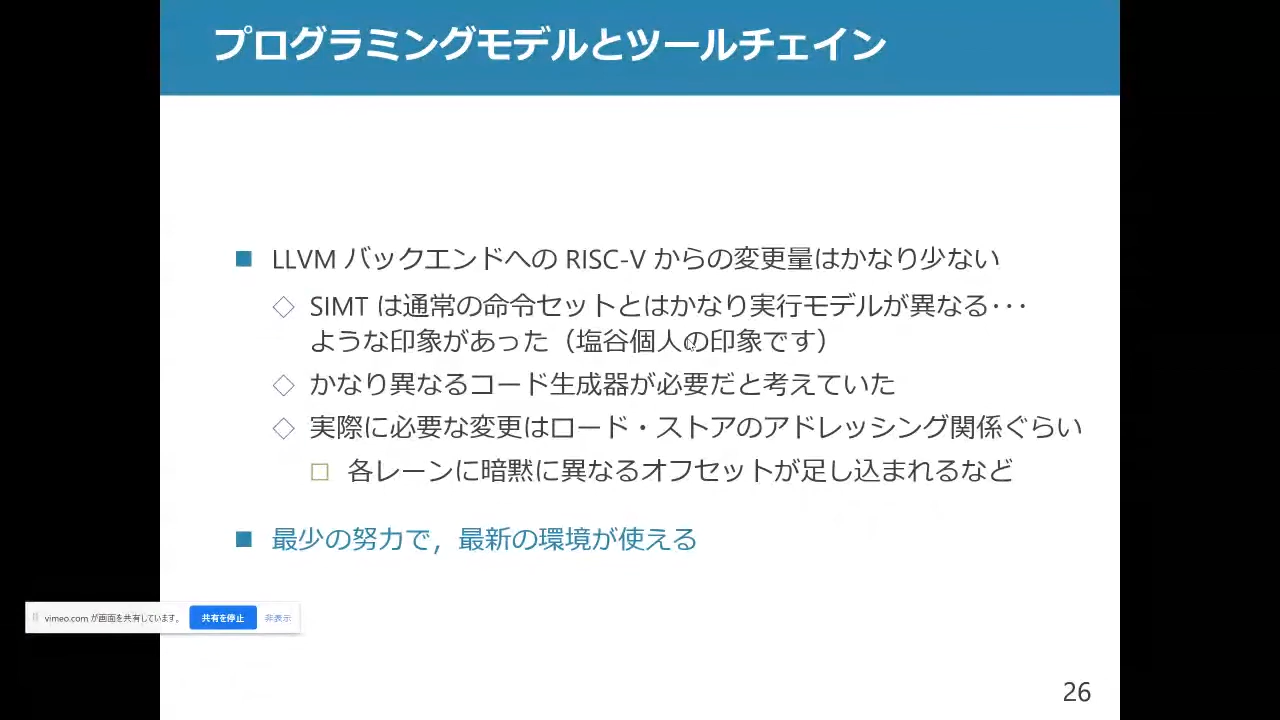 プログラミングモデルとツールチェイン
LLVM バックエンドへの RISC-V からの変更量はかなり少ない
SIMT は通常の命令セットとはかなり実行モデルが異なる･･･
ような印象があった（塩谷個人の印象です）
かなり異なるコード生成器が必要だと考えていた
実際に必要な変更はロード・ストアのアドレッシング関係ぐらい
各レーンに暗黙に異なるオフセットが足し込まれるなど
最少の努力で，最新の環境が使える
vimeo.com が画面を共有しています。 共有を停止 非表示
26